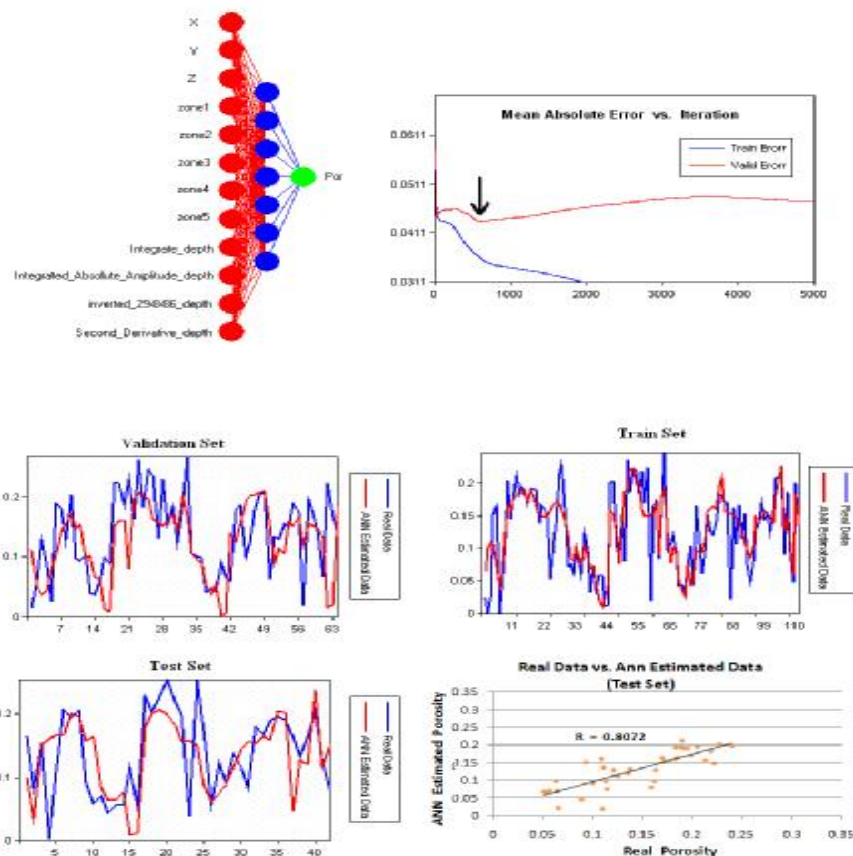 X
Y
Z
zone1
zone2
zone3
zone4
zone5
Integrate_depth
Integrated_Absolute_Amplitude_depth
inverted_Z948486_depth
Second_Derivative_depth
Por
Mean Absolute Error vs. Iteration
0.0611
0.0511
0.0411
0.0311
Train Erorr
Valid Erorr
0 1000 2000 3000 4000 5000
Validation Set
0.2
0.1
0
7 14 21 28 35 42 49 56 63
Real Data
ANN Estimated Data
Train Set
0.2
0.15
0.1
0.05
0
11 22 33 44 55 66 77 88 99 110
Real Data
ANN Estimated Data
Test Set
0.2
0.1
0
5 10 15 20 25 30 35 40
Real Data
ANN Estimated Data
Real Data vs. Ann Estimated Data
(Test Set)
ANN Estimated Porosity
0.35
0.3
0.25
0.2
0.15
0.1
0.05
0
R = 0.8072
0 0.05 0.1 0.15 0.2 0.25 0.3 0.35
Real Porosity